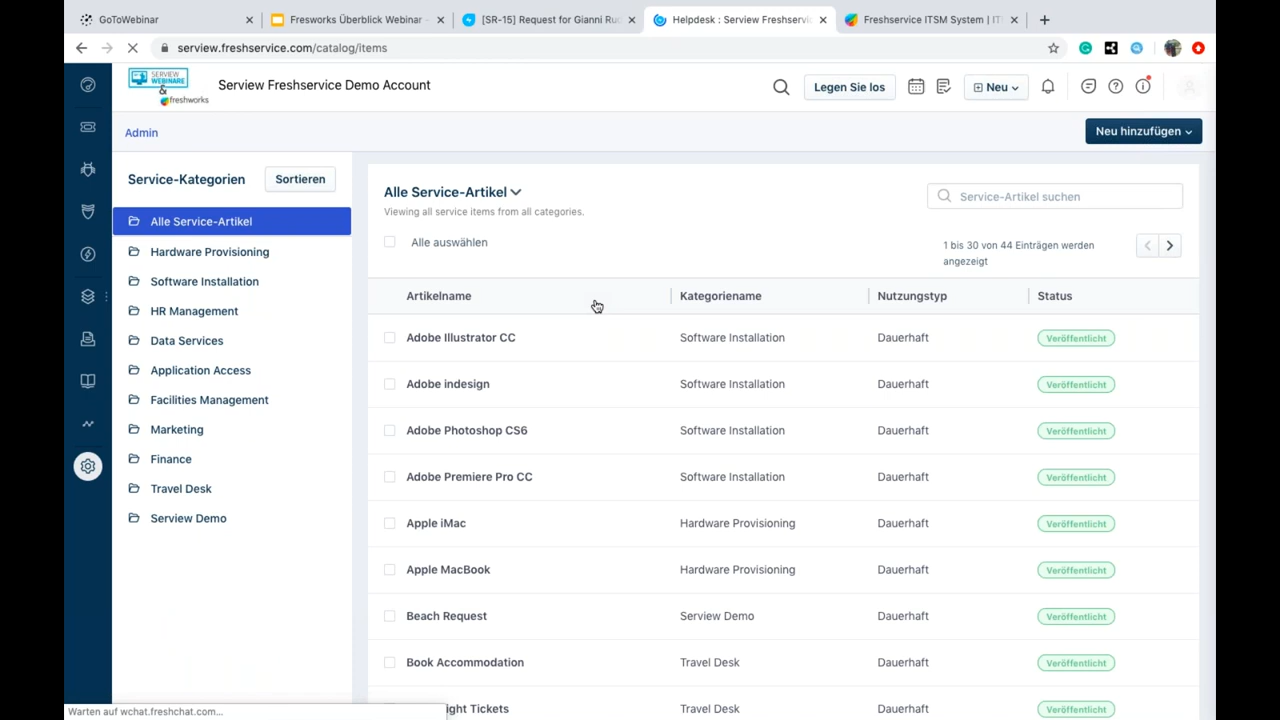 GoToWebinar
Fresworks Überblick Webinar -
[SR-15] Request for Gianni Ruc
Helpdesk : Serview Freshservi
Freshservice ITSM System | IT
serview.freshservice.com/catalog/items
SERVIEW
WEBINARE
&
freshworks
Serview Freshservice Demo Account
Legen Sie los
Neu
Admin
Neu hinzufügen
Service-Kategorien
Sortieren
Alle Service-Artikel
Hardware Provisioning
Software Installation
HR Management
Data Services
Application Access
Facilities Management
Marketing
Finance
Travel Desk
Serview Demo
Alle Service-Artikel
Viewing all service items from all categories.
Service-Artikel suchen
Alle auswählen
1 bis 30 von 44 Einträgen werden
angezeigt
Artikelname Kategoriename Nutzungstyp Status
Adobe Illustrator CC Software Installation Dauerhaft Veröffentlicht
Adobe indesign Software Installation Dauerhaft Veröffentlicht
Adobe Photoshop CS6 Software Installation Dauerhaft Veröffentlicht
Adobe Premiere Pro CC Software Installation Dauerhaft Veröffentlicht
Apple iMac Hardware Provisioning Dauerhaft Veröffentlicht
Apple MacBook Hardware Provisioning Dauerhaft Veröffentlicht
Beach Request Serview Demo Dauerhaft Veröffentlicht
Book Accommodation Travel Desk Dauerhaft Veröffentlicht
ight Tickets Travel Desk Dauerhaft Veröffentlicht
Warten auf wchat.freshchat.com...